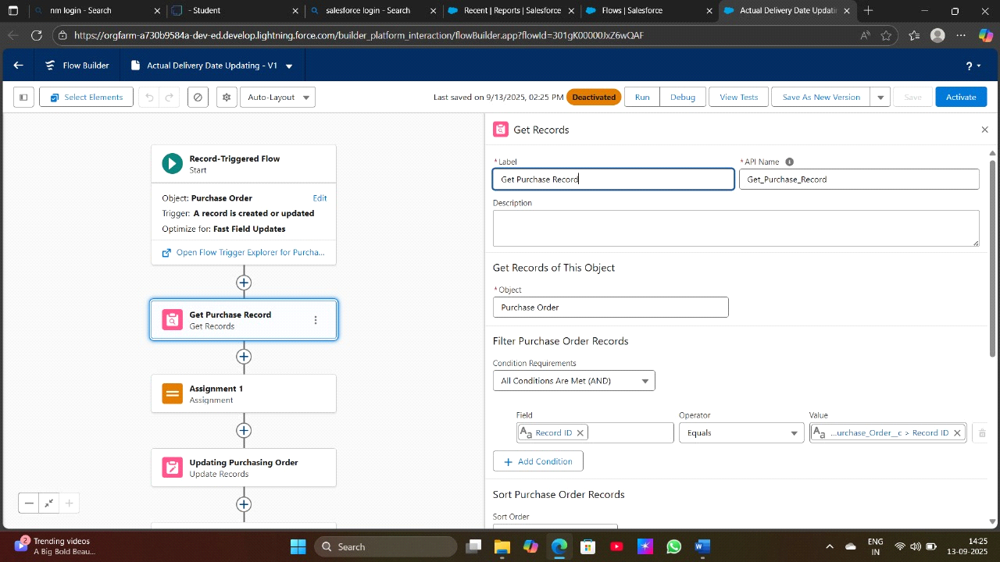 nm login - Search
- Student
salesforce login - Search
Recent | Reports | Salesforce
Flows | Salesforce
Actual Delivery Date Updatin
https://orgfarm-a730b9584a-dev-ed.develop.lightning.force.com/builder_platform_interaction/flowBuilder.app?flowId=301gK00000JxZ6wQAF
Flow Builder
Actual Delivery Date Updating - V1
?
Select Elements
Auto-Layout
Last saved on 9/13/2025, 02:25 PM
Deactivated
Run
Debug
View Tests
Save As New Version
Save
Activate
Record-Triggered Flow
Start
Object: Purchase Order
Edit
Trigger: A record is created or updated
Optimize for: Fast Field Updates
Open Flow Trigger Explorer for Purcha...
Get Purchase Record
Get Records
Assignment 1
Assignment
Updating Purchasing Order
Update Records
Get Records
* Label
* API Name
Get Purchase Record
Get_Purchase_Record
Description
Get Records of This Object
* Object
Purchase Order
Filter Purchase Order Records
Condition Requirements
All Conditions Are Met (AND)
Field
Operator
Value
Aa Record ID
Equals
Aa ...urchase_Order__c > Record ID
Add Condition
Sort Purchase Order Records
Sort Order
2
Trending videos
A Big Bold Beau...
Search
ENG
IN
14:25
13-09-2025